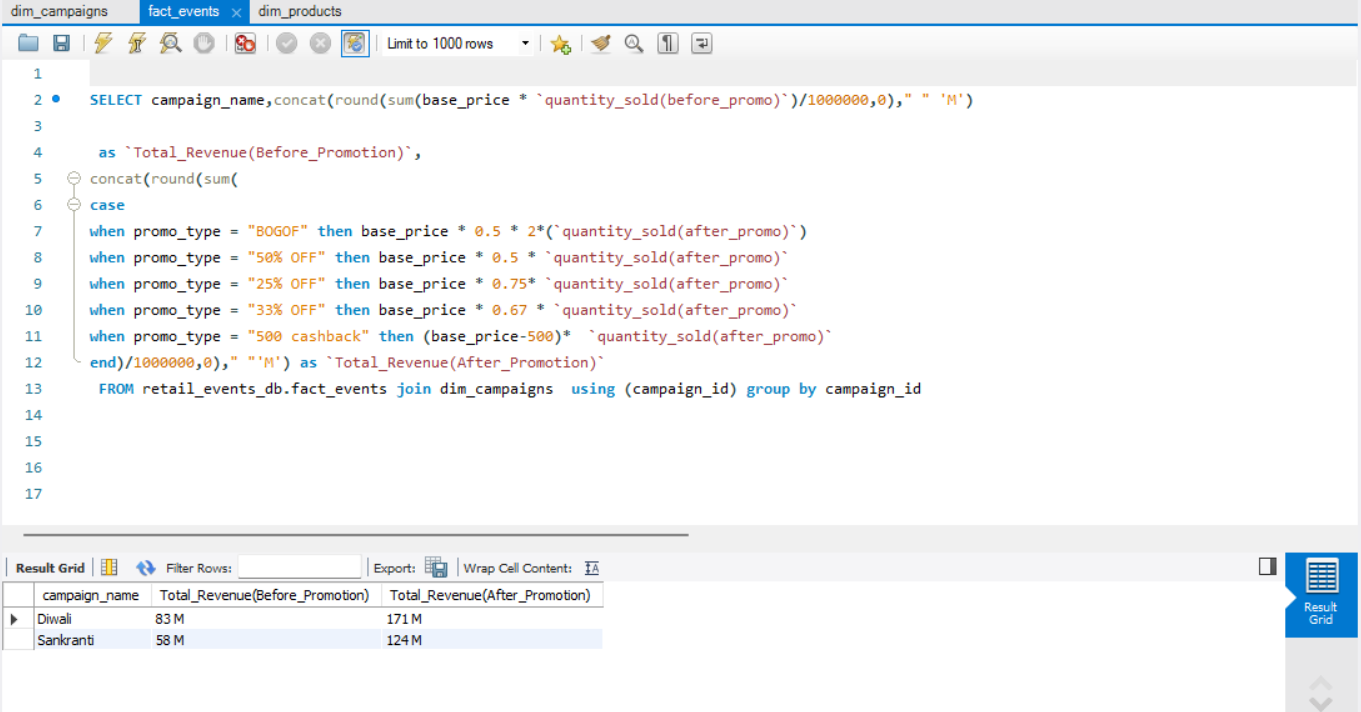 dim_campaigns fact_events dim_products
Limit to 1000 rows
1
2 SELECT campaign_name,concat(round(sum(base_price * `quantity_sold(before_promo)`)/1000000,0)," " 'M')
3
4 as `Total_Revenue(Before_Promotion)`,
5 concat(round(sum(
6 case
7 when promo_type = "BOGOF" then base_price * 0.5 * 2*(`quantity_sold(after_promo)`)
8 when promo_type = "50% OFF" then base_price * 0.5 * `quantity_sold(after_promo)`
9 when promo_type = "25% OFF" then base_price * 0.75* `quantity_sold(after_promo)`
10 when promo_type = "33% OFF" then base_price * 0.67 * `quantity_sold(after_promo)`
11 when promo_type = "500 cashback" then (base_price-500)*  `quantity_sold(after_promo)`
12 end)/1000000,0)," "'M') as `Total_Revenue(After_Promotion)`
13 FROM retail_events_db.fact_events join dim_campaigns  using (campaign_id) group by campaign_id
14
15
16
17
Result Grid Filter Rows: Export: Wrap Cell Content:
campaign_name Total_Revenue(Before_Promotion) Total_Revenue(After_Promotion)
Diwali 83 M 171 M
Sankranti 58 M 124 M
Result
Grid